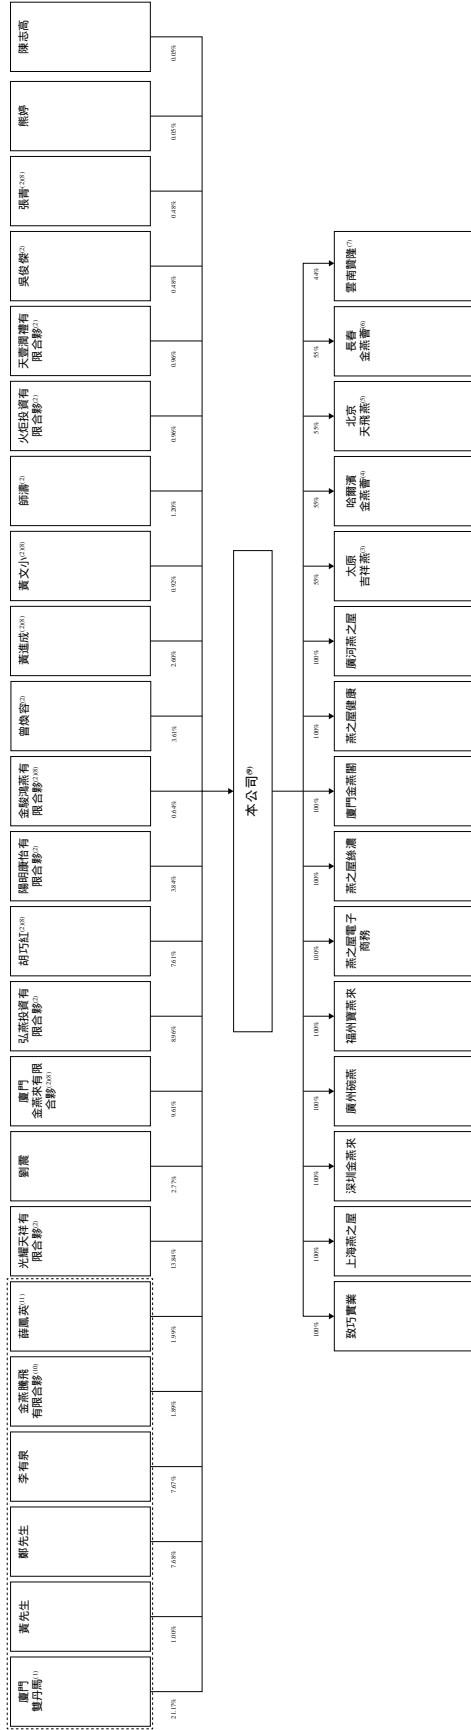 廈門
雙丹馬(1)
黃先生
鄭先生
李有泉
金燕騰飛
有限合夥(10)
薛鳳英(11)
光耀天祥有
限合夥(2)
劉震
廈門
金燕來有限
合夥(2)(8)
弘燕投資有
限合夥(2)
胡巧紅(2)(8)
陽明康怡有
限合夥(2)
金駿鴻燕有
限合夥(2)(8)
曾煥容(2)
黃進成(2)(8)
黃文小(2)(8)
師濤(2)
火炬投資有
限合夥(2)
天壹潤禮有
限合夥(2)
吳俊傑(2)
張青(2)(8)
熊婷
陳志高
21.17%
1.00%
7.68%
7.67%
1.89%
1.99%
13.84%
2.77%
9.61%
8.96%
7.61%
3.84%
0.64%
3.61%
2.60%
0.92%
1.20%
0.96%
0.96%
0.48%
0.48%
0.05%
0.05%
本公司(9)
100%
100%
100%
100%
100%
100%
100%
100%
100%
100%
55%
55%
55%
55%
44%
致巧實業
上海燕之屋
深圳金燕來
廣州碗燕
福州寶燕來
燕之屋電子
商務
燕之屋絲濃
廈門金燕閣
燕之屋健康
廣河燕之屋
太原
吉祥燕(3)
哈爾濱
金燕薈(4)
北京
天飛燕(5)
長春
金燕薈(6)
雲南贊隆(7)